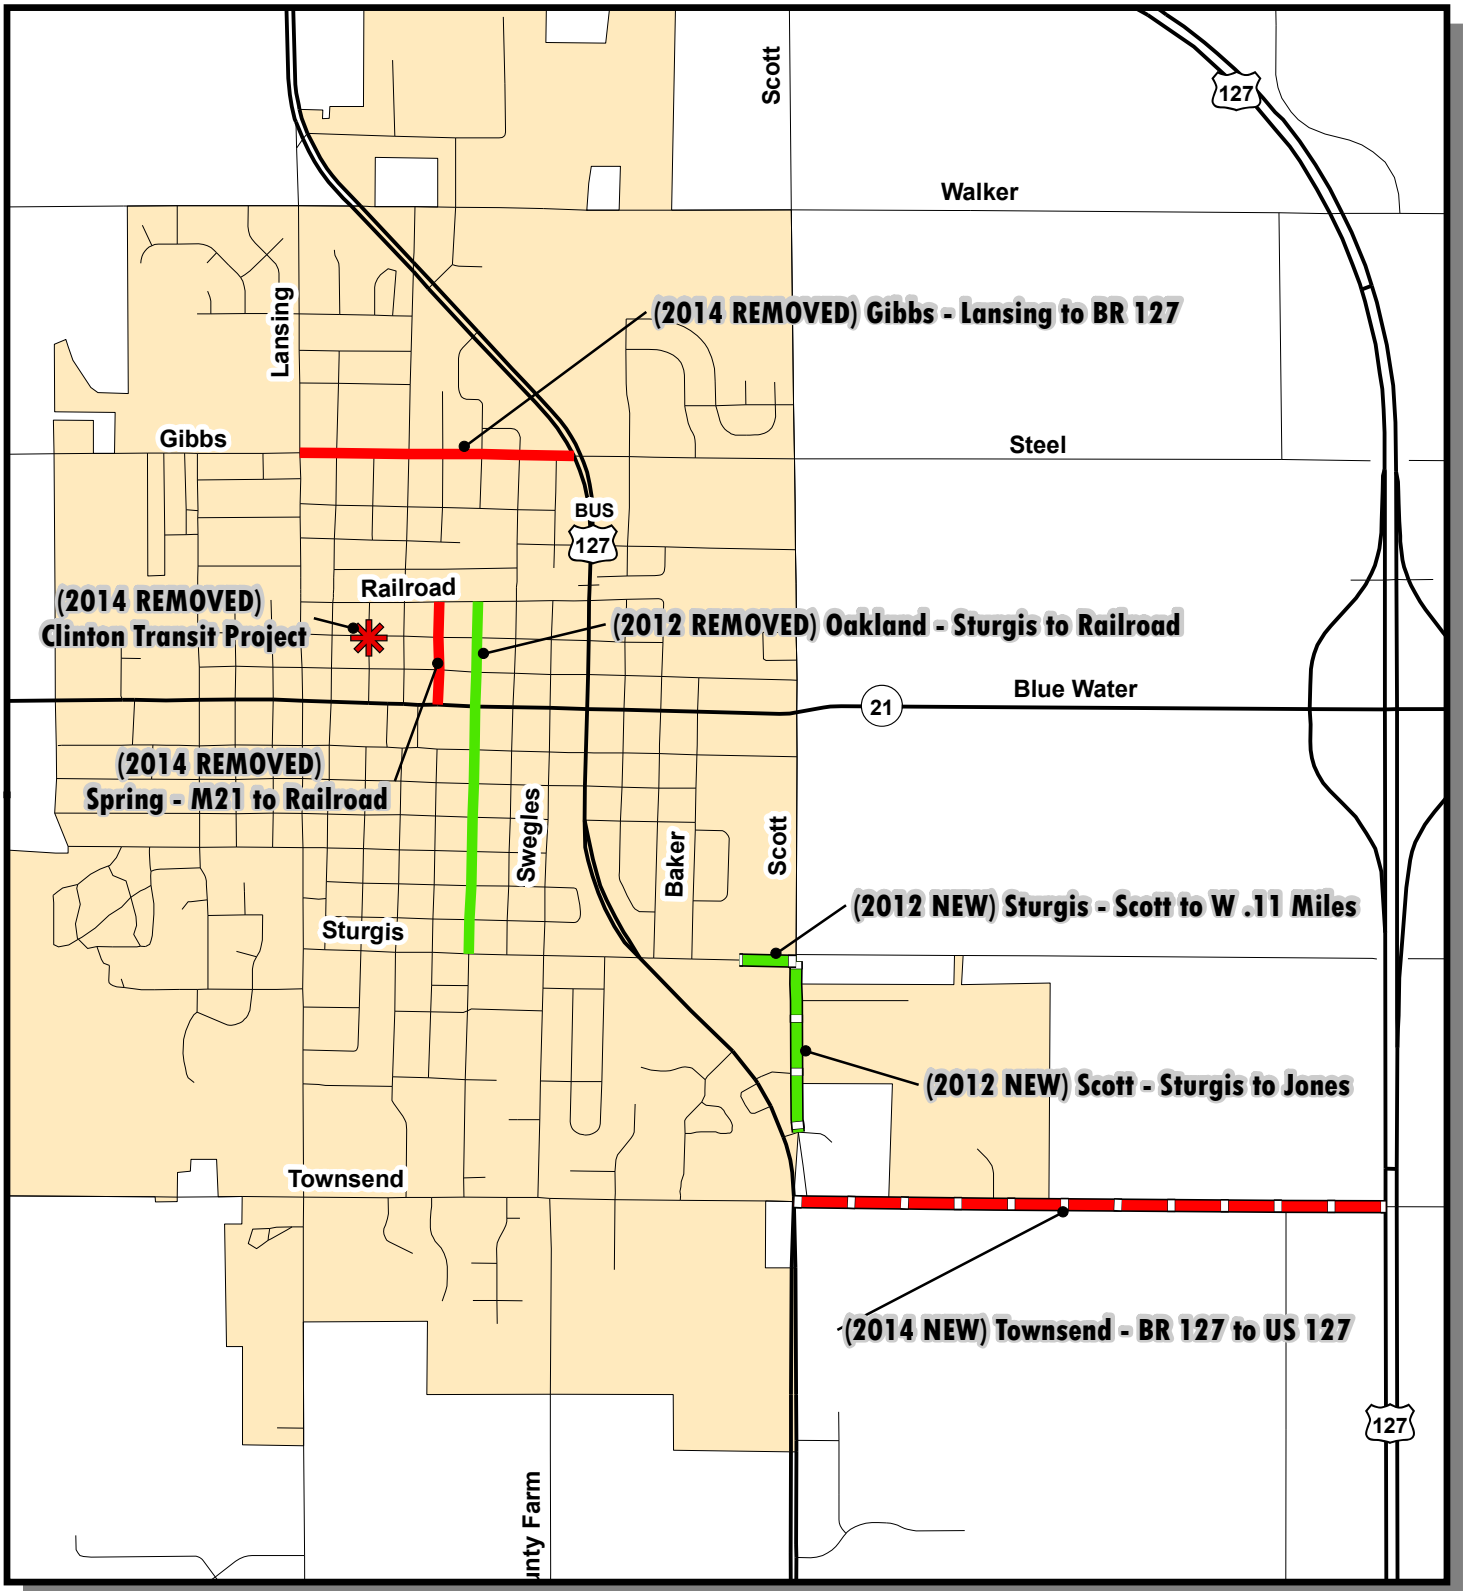 Scott
127
Walker
Lansing
(2014 REMOVED) Gibbs - Lansing to BR 127
Gibbs
Steel
BUS
127
Railroad
(2014 REMOVED)
Clinton Transit Project
(2012 REMOVED) Oakland - Sturgis to Railroad
Blue Water
21
(2014 REMOVED)
Spring - M21 to Railroad
Swegles
Baker
Scott
(2012 NEW) Sturgis - Scott to W .11 Miles
Sturgis
(2012 NEW) Scott - Sturgis to Jones
Townsend
(2014 NEW) Townsend - BR 127 to US 127
127
unty Farm